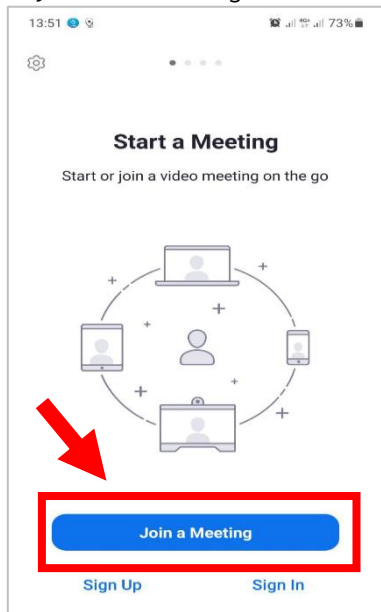 13:51 73%
Start a Meeting
Start or join a video meeting on the go
Join a Meeting
Sign Up Sign In